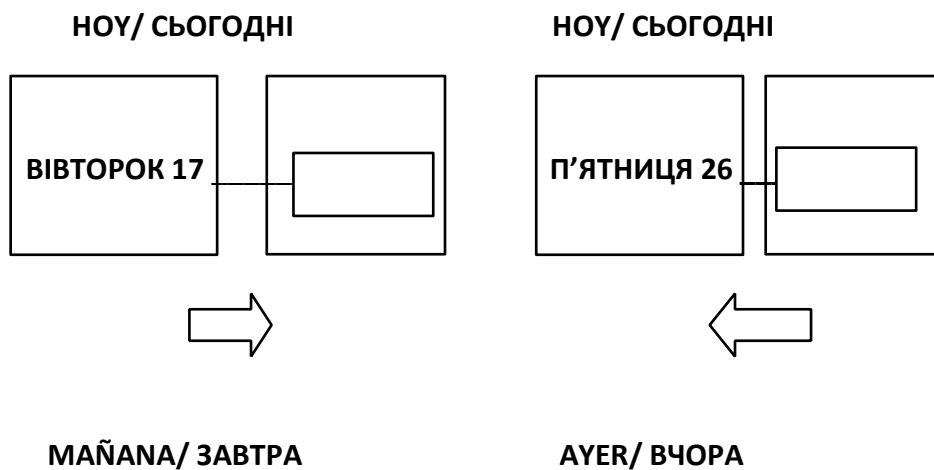 HOY/ СЬОГОДНІ
HOY/ СЬОГОДНІ
ВІВТОРОК 17
П’ЯТНИЦЯ 26
MAÑANA/ ЗАВТРА
AYER/ ВЧОРА